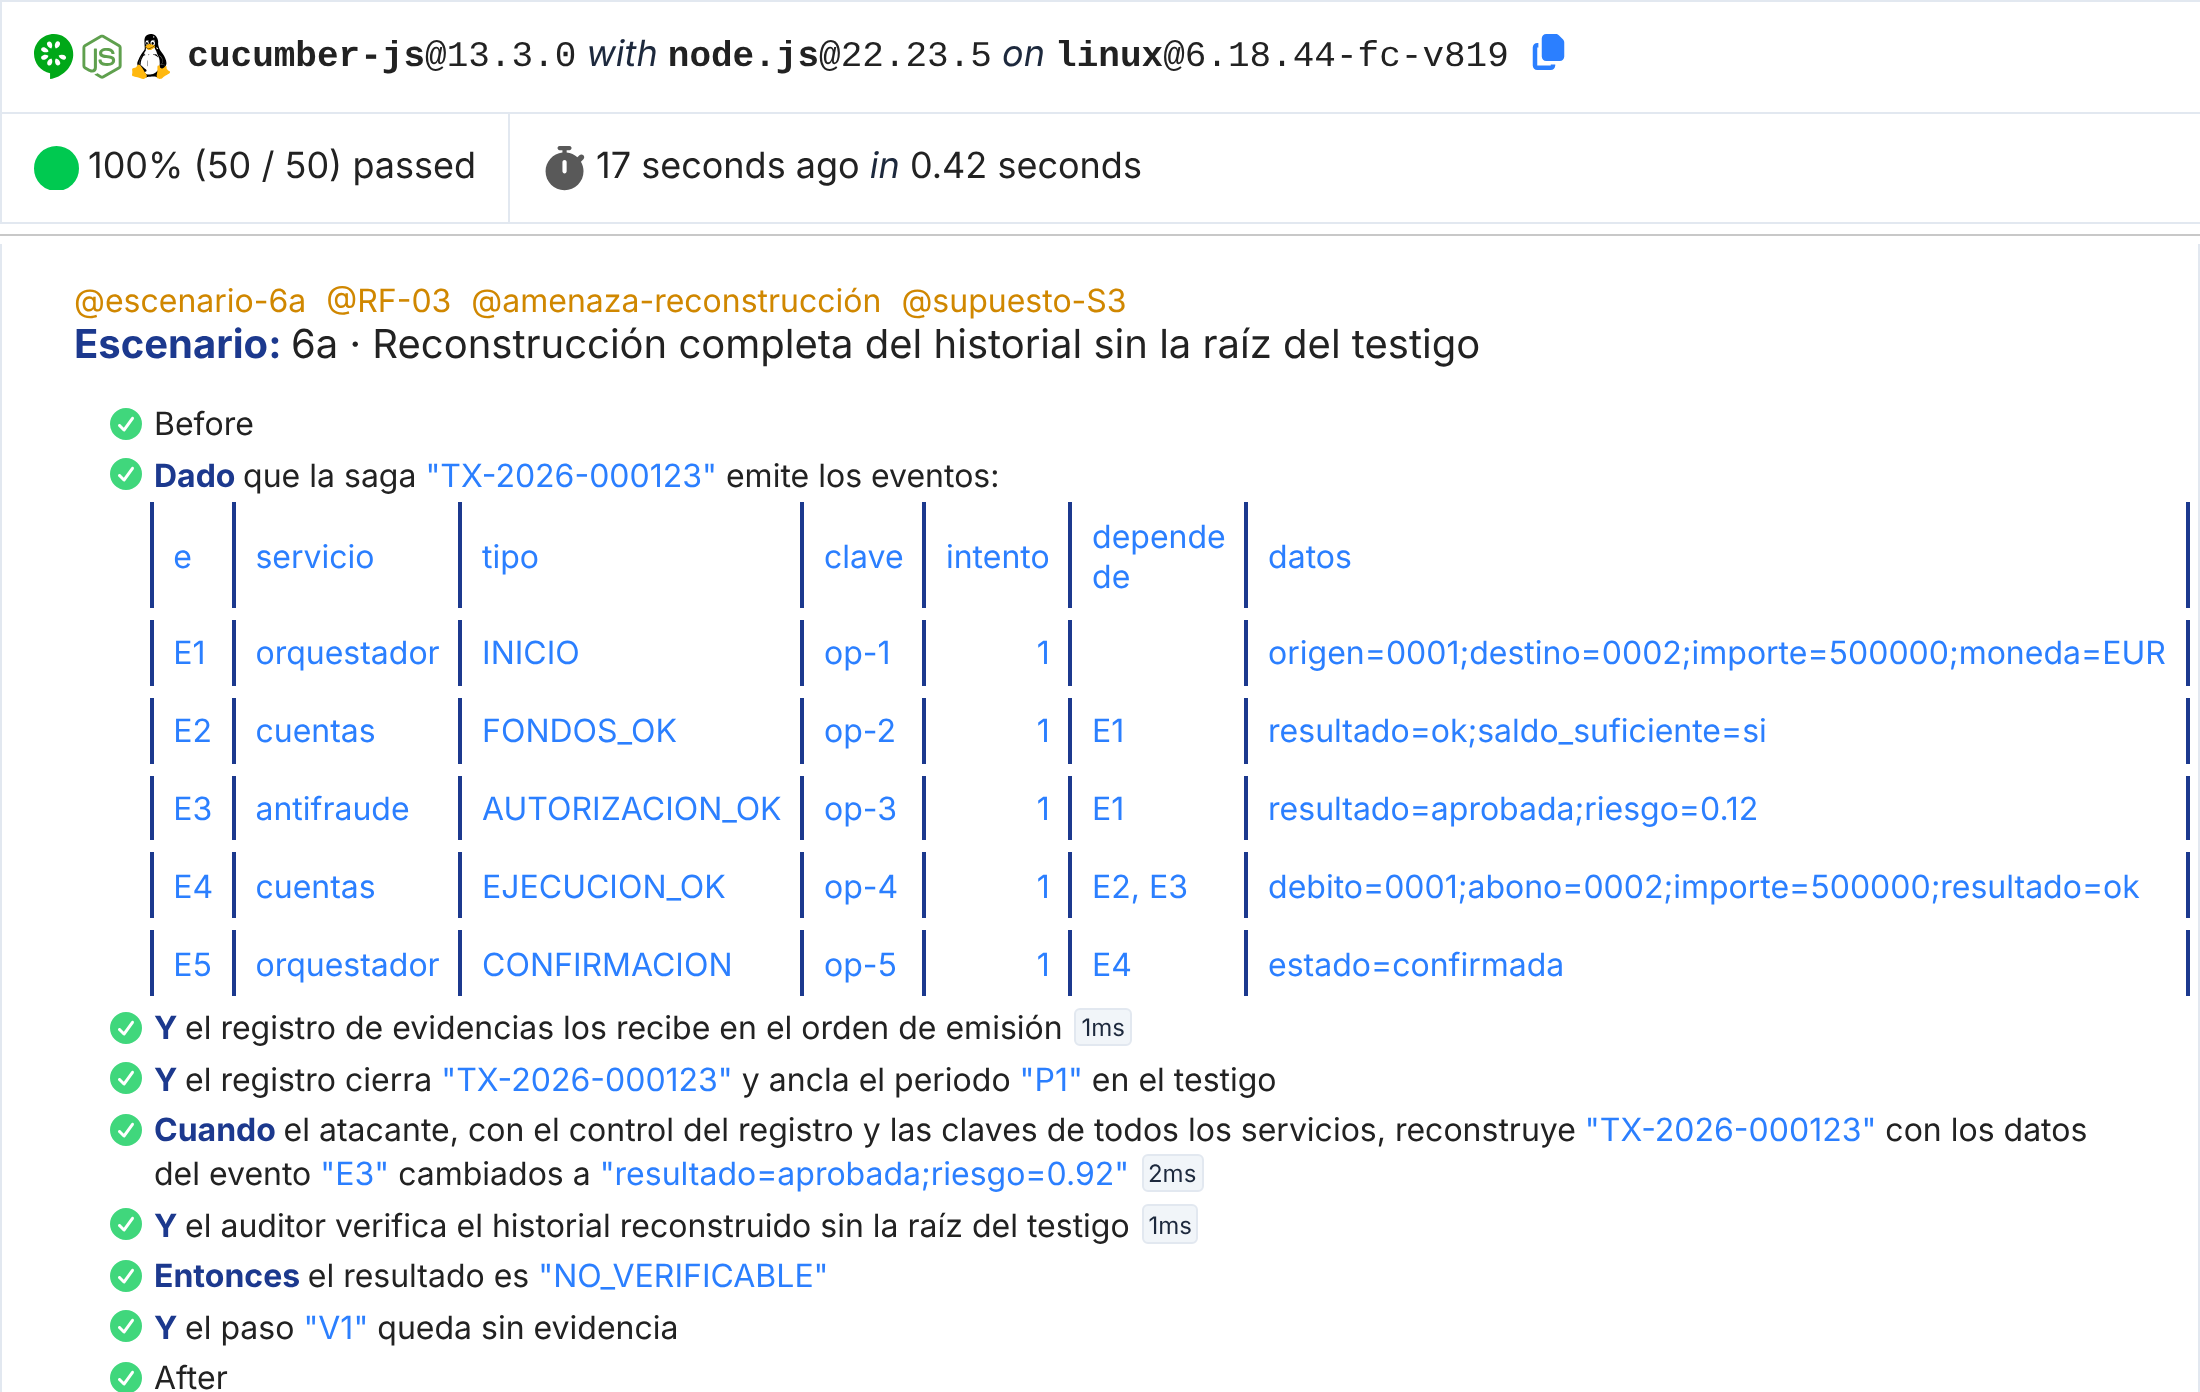 cucumber-js@13.3.0 with node.js@22.23.5 on linux@6.18.44-fc-v819
100% (50 / 50) passed
17 seconds ago in 0.42 seconds
@escenario-6a @RF-03 @amenaza-reconstrucción @supuesto-S3
Escenario: 6a · Reconstrucción completa del historial sin la raíz del testigo
Before
Dado que la saga "TX-2026-000123" emite los eventos:
e servicio tipo clave intento depende de datos
E1 orquestador INICIO op-1 1 origen=0001;destino=0002;importe=500000;moneda=EUR
E2 cuentas FONDOS_OK op-2 1 E1 resultado=ok;saldo_suficiente=si
E3 antifraude AUTORIZACION_OK op-3 1 E1 resultado=aprobada;riesgo=0.12
E4 cuentas EJECUCION_OK op-4 1 E2, E3 debito=0001;abono=0002;importe=500000;resultado=ok
E5 orquestador CONFIRMACION op-5 1 E4 estado=confirmada
Y el registro de evidencias los recibe en el orden de emisión 1ms
Y el registro cierra "TX-2026-000123" y ancla el periodo "P1" en el testigo
Cuando el atacante, con el control del registro y las claves de todos los servicios, reconstruye "TX-2026-000123" con los datos
del evento "E3" cambiados a "resultado=aprobada;riesgo=0.92" 2ms
Y el auditor verifica el historial reconstruido sin la raíz del testigo 1ms
Entonces el resultado es "NO_VERIFICABLE"
Y el paso "V1" queda sin evidencia
After